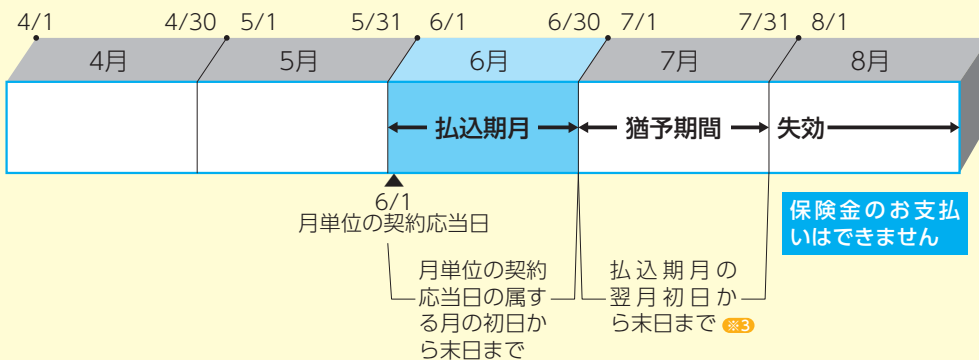 4/1 4/30 5/1 5/31 6/1 6/30 7/1 7/31 8/1
4月 5月 6月 7月 8月
払込期月 猶予期間 失効
6/1
月単位の契約応当日
保険金のお支払
いはできません
月単位の契約
応当日の属す
る月の初日か
ら末日まで
払込期月の
翌月初日か
ら末日まで ※3